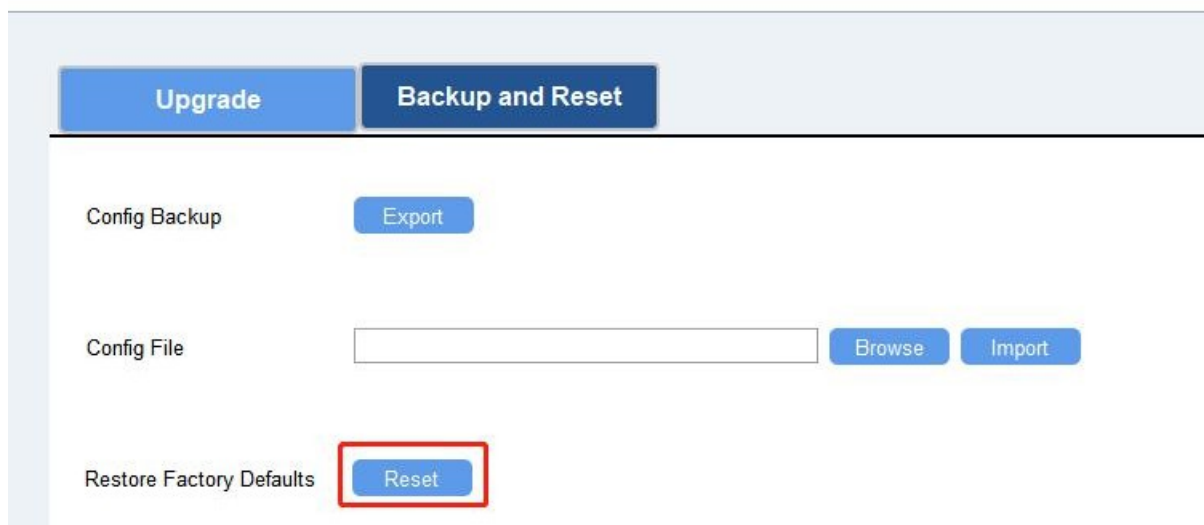 Upgrade Backup and Reset
Config Backup Export
Config File Browse Import
Restore Factory Defaults Reset